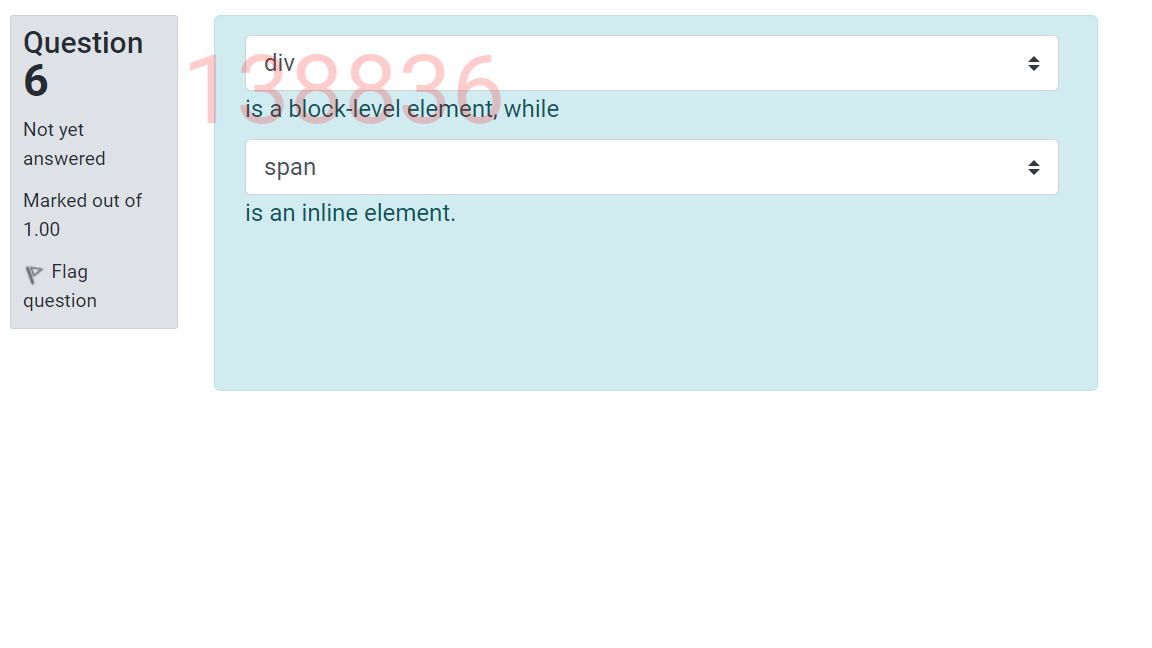 Question
6
Not yet
answered
Marked out of
1.00
Flag
question
138836
div
is a block-level element, while
span
is an inline element.